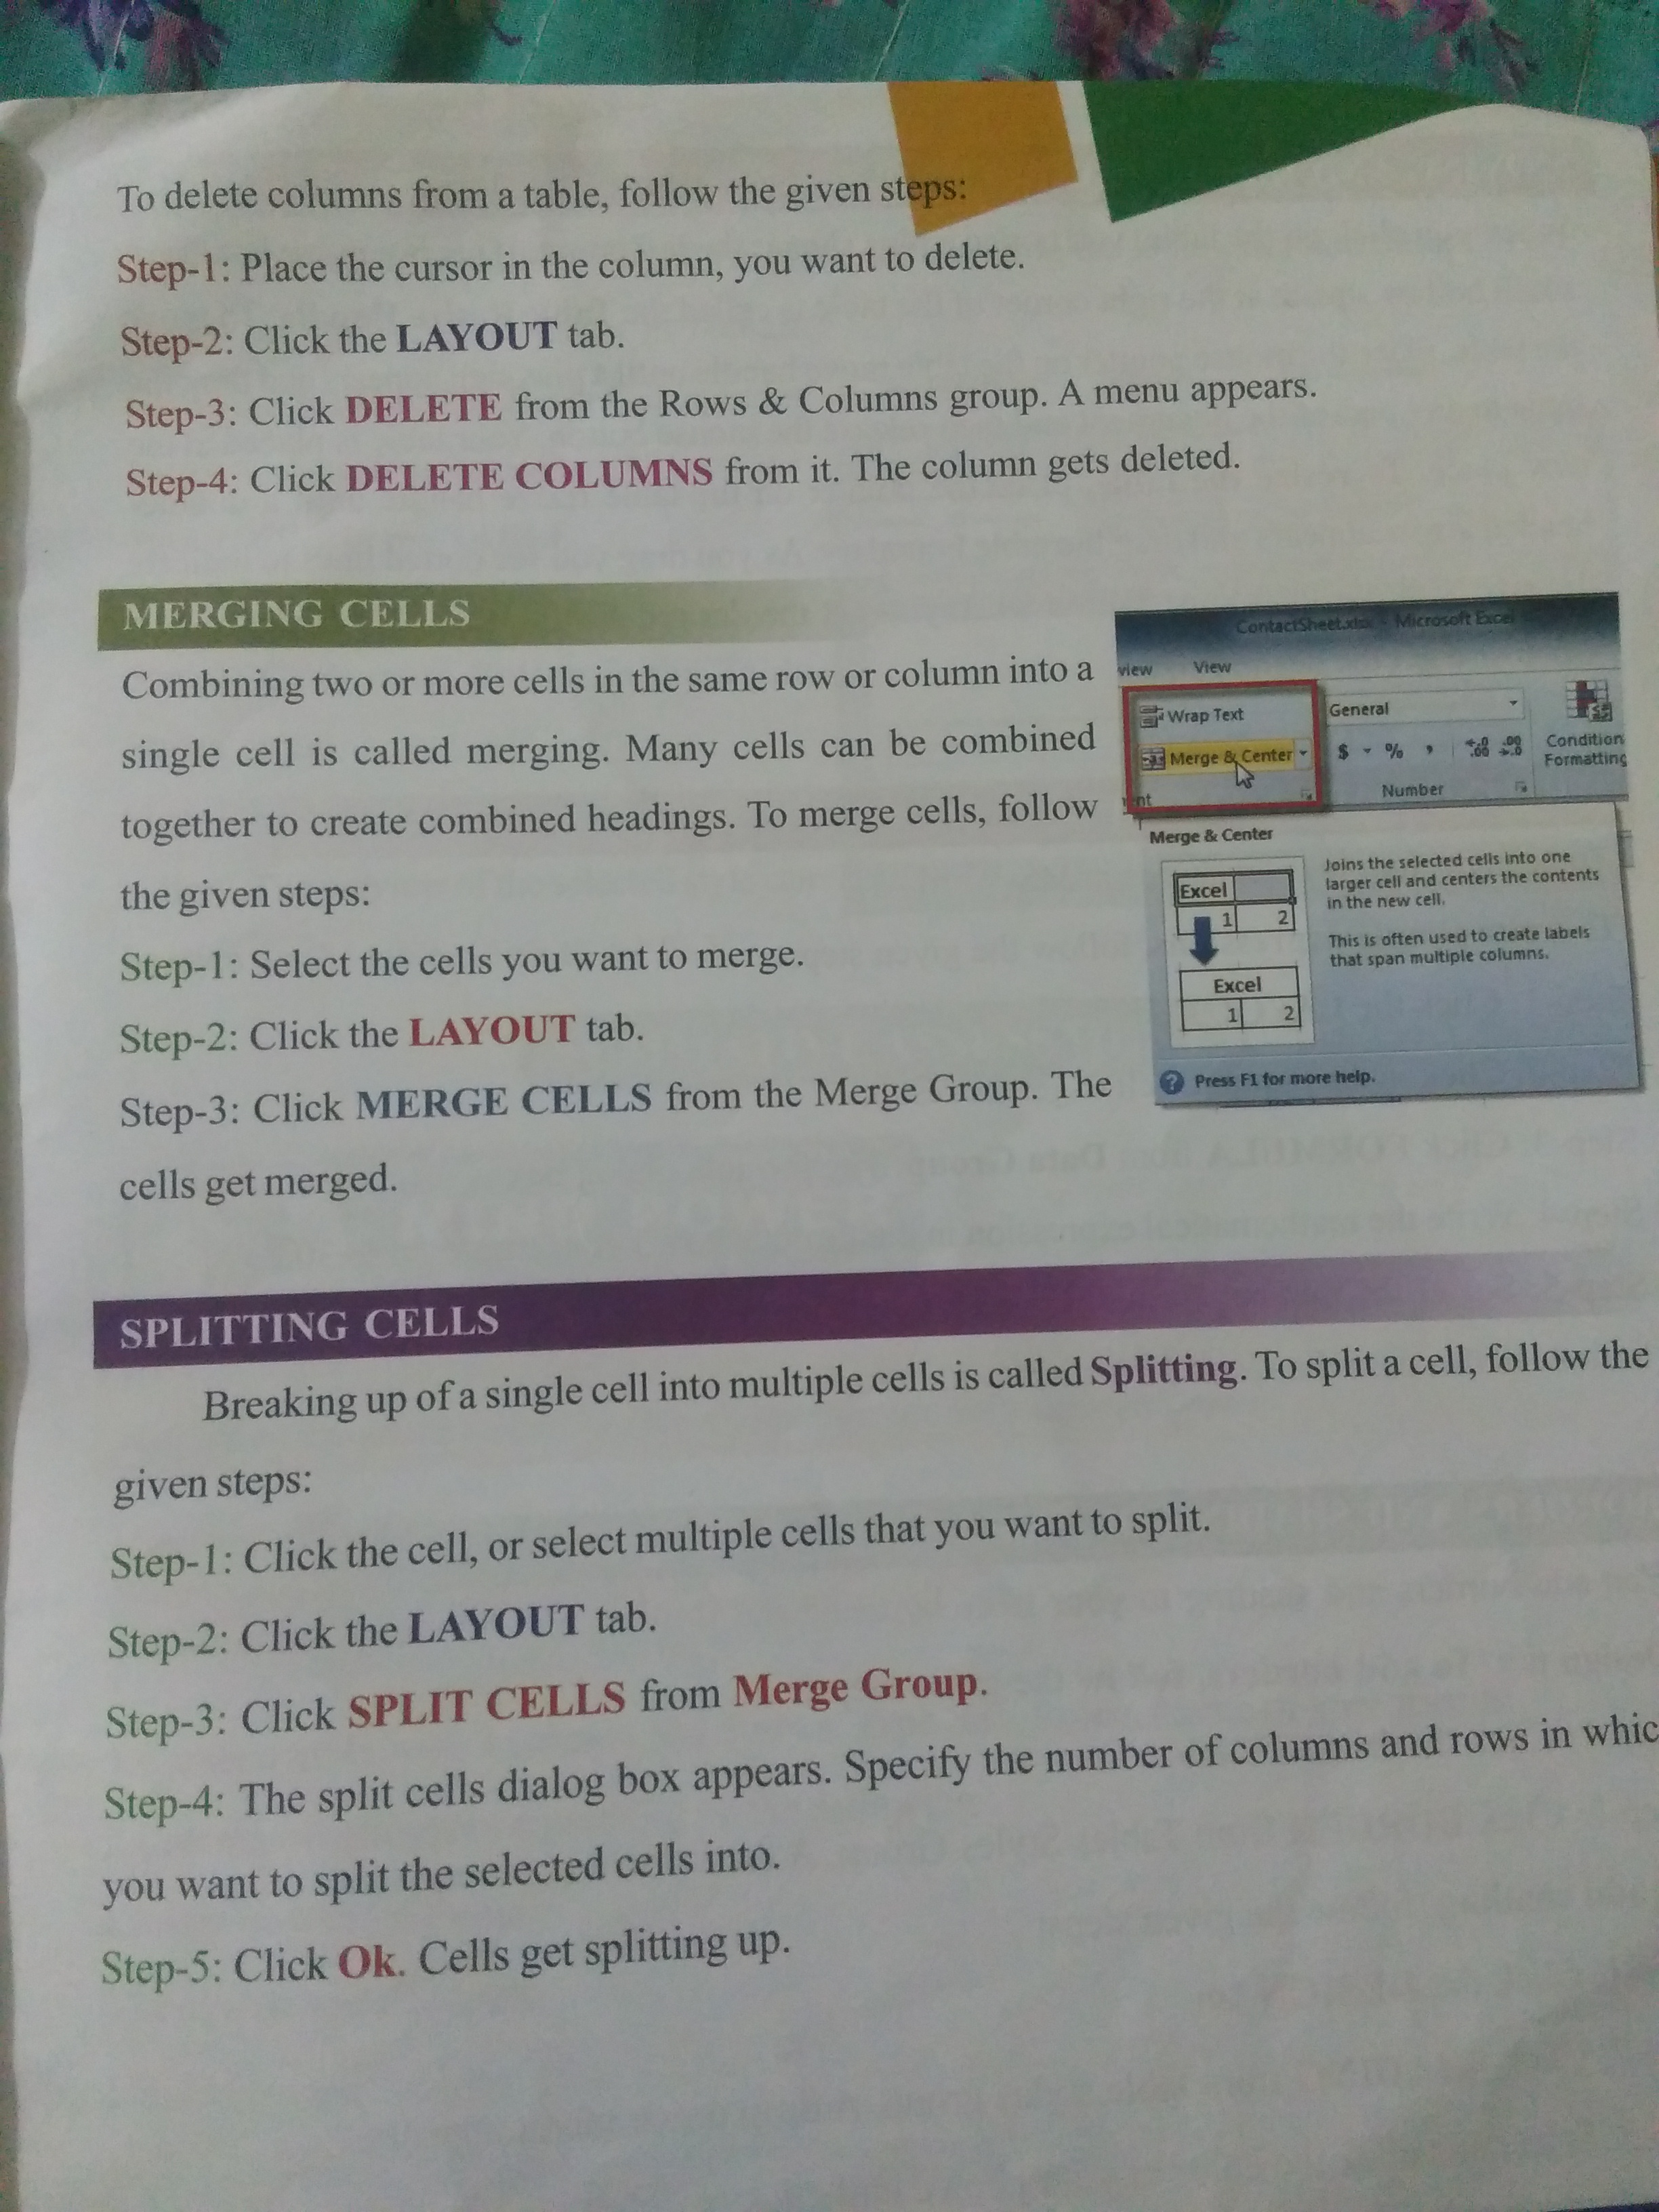 To delete columns from a table, follow the given steps:
Step-1: Place the cursor in the column, you want to delete.
Step-2: Click the LAYOUT tab.
Step-3: Click DELETE from the Rows & Columns group. A menu appears.
Step-4: Click DELETE COLUMNS from it. The column gets deleted.
MERGING CELLS
Combining two or more cells in the same row or column into a
single cell is called merging. Many cells can be combined
together to create combined headings. To merge cells, follow
the given steps:
Step-1: Select the cells you want to merge.
Step-2: Click the LAYOUT tab.
Step-3: Click MERGE CELLS from the Merge Group. The
cells get merged.
ContactSheet.xlsx - Microsoft Excel
view View
Wrap Text
General
Merge & Center
$ % ,
Condition
Formatting
nt
Number
Merge & Center
Excel
1 2
Excel
1 2
Joins the selected cells into one
larger cell and centers the contents
in the new cell.
This is often used to create labels
that span multiple columns.
Press F1 for more help.
SPLITTING CELLS
Breaking up of a single cell into multiple cells is called Splitting. To split a cell, follow the
given steps:
Step-1: Click the cell, or select multiple cells that you want to split.
Step-2: Click the LAYOUT tab.
Step-3: Click SPLIT CELLS from Merge Group.
Step-4: The split cells dialog box appears. Specify the number of columns and rows in whic
you want to split the selected cells into.
Step-5: Click Ok. Cells get splitting up.